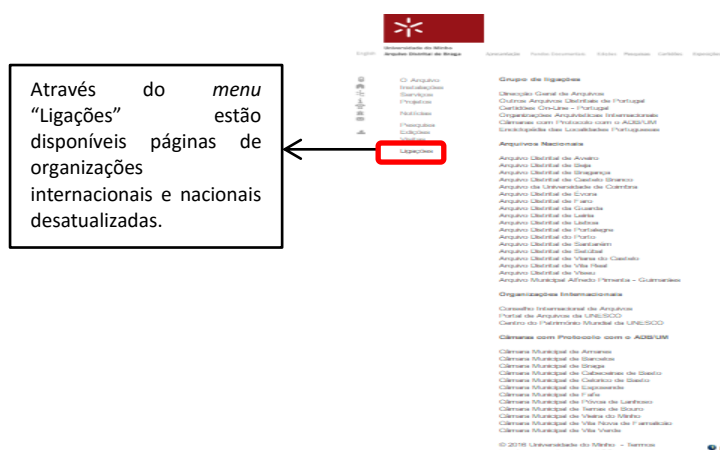 Universidade do Minho
English Arquivo Distrital de Braga Apresentação Fundos Documentais Edições Pesquisas Certidões Exposições
Através do menu
“Ligações” estão
disponíveis páginas de
organizações
internacionais e nacionais
desatualizadas.
O Arquivo
Instalações
Serviços
Projetos
Notícias
Pesquisa
Edições
Visitas
Ligações
Grupo de ligações
Direcção Geral de Arquivos
Outros Arquivos Distritais de Portugal
Certidões On-Line - Portugal
Organizações Arquivísticas Internacionais
Câmaras com Protocolo com o ADB/UM
Enciclopédia das Localidades Portuguesas
Arquivos Nacionais
Arquivo Distrital de Aveiro
Arquivo Distrital de Beja
Arquivo Distrital de Bragança
Arquivo Distrital de Castelo Branco
Arquivo da Universidade de Coimbra
Arquivo Distrital de Evora
Arquivo Distrital de Faro
Arquivo Distrital da Guarda
Arquivo Distrital de Leiria
Arquivo Distrital de Lisboa
Arquivo Distrital de Portalegre
Arquivo Distrital do Porto
Arquivo Distrital de Santarém
Arquivo Distrital de Setúbal
Arquivo Distrital de Viana do Castelo
Arquivo Distrital de Vila Real
Arquivo Distrital de Viseu
Arquivo Municipal Alfredo Pimenta - Guimarães
Organizações Internacionais
Conselho Internacional de Arquivos
Portal de Arquivos da UNESCO
Centro do Património Mundial da UNESCO
Câmaras com Protocolo com o ADB/UM
Câmara Municipal de Amares
Câmara Municipal de Barcelos
Câmara Municipal de Braga
Câmara Municipal de Cabeceiras de Basto
Câmara Municipal de Celorico de Basto
Câmara Municipal de Esposende
Câmara Municipal de Fafe
Câmara Municipal de Póvoa de Lanhoso
Câmara Municipal de Terras de Bouro
Câmara Municipal de Vieira do Minho
Câmara Municipal de Vila Nova de Famalicão
Câmara Municipal de Vila Verde
© 2016 Universidade do Minho - Termos